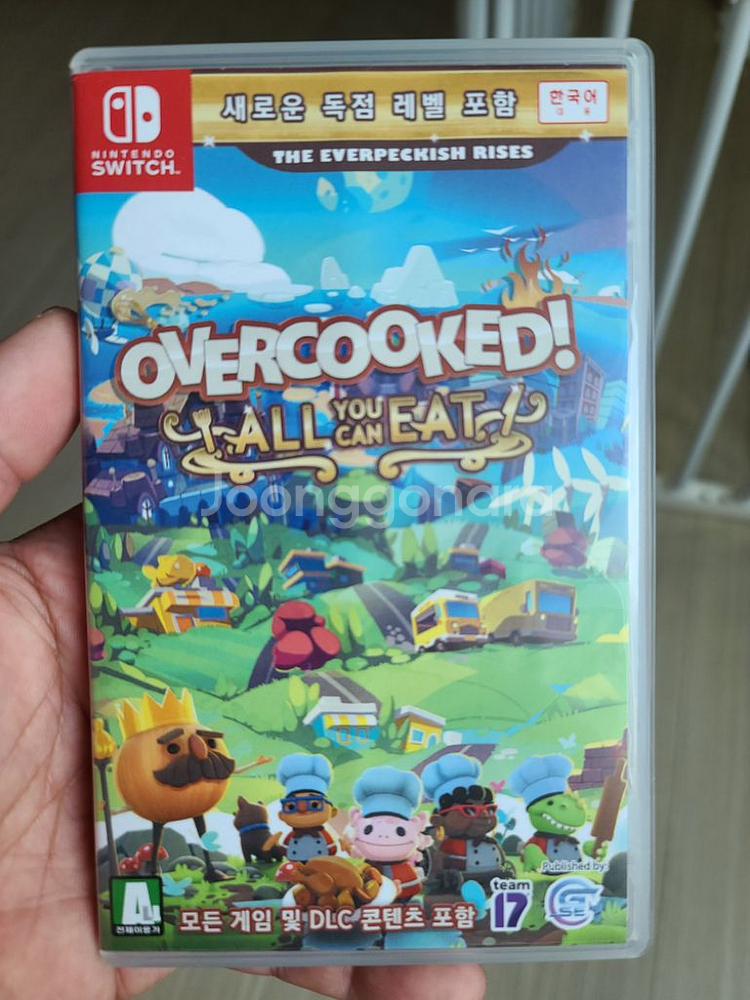 NINTENDO
SWITCH™
새로운 독점 레벨 포함
한국어
THE EVERPECKISH RISES
OVERCOOKED!
ALL YOU CAN EAT
Joonggonara
ALL
전체이용가
모든 게임 및 DLC 콘텐츠 포함
team
17
Published by: